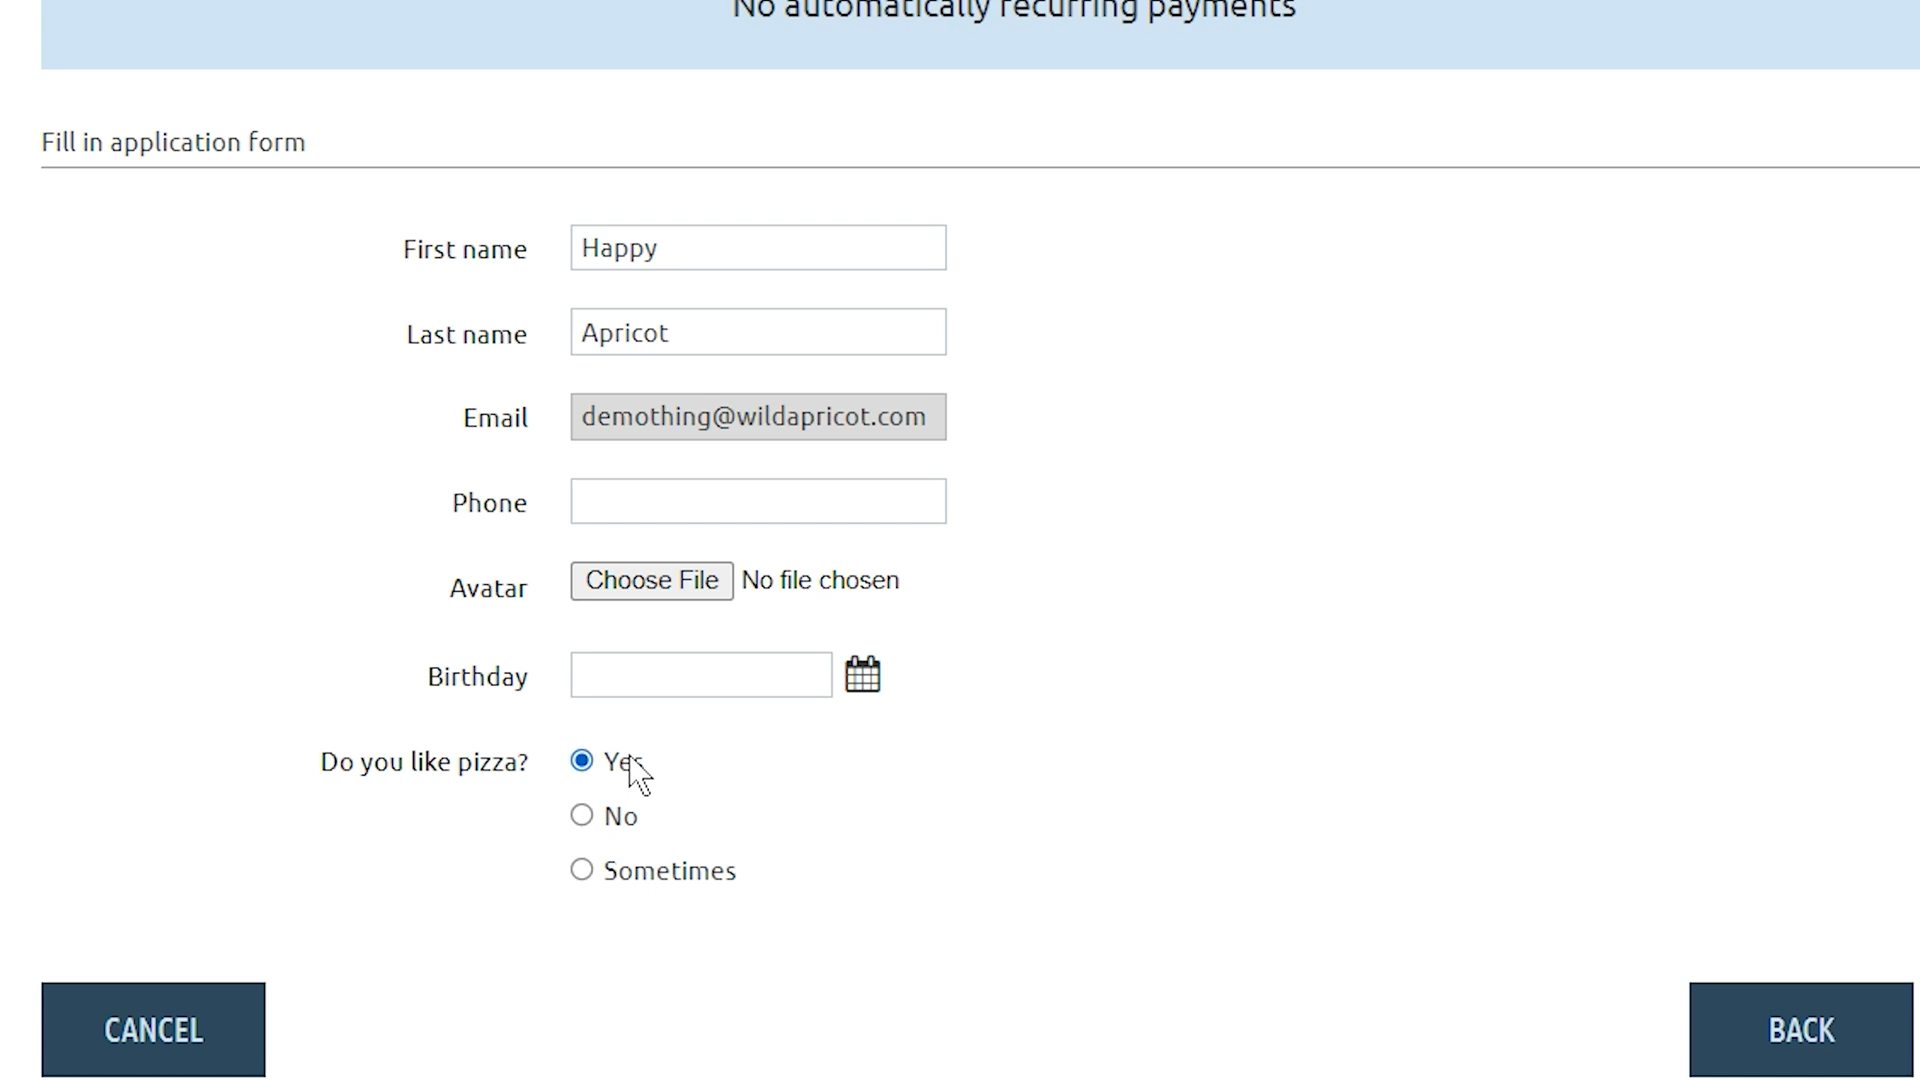 No automatically recurring payments
Fill in application form
First name Happy
Last name Apricot
Email demothing@wildapricot.com
Phone
Avatar Choose File No file chosen
Birthday
Do you like pizza? Yes
No
Sometimes
CANCEL BACK